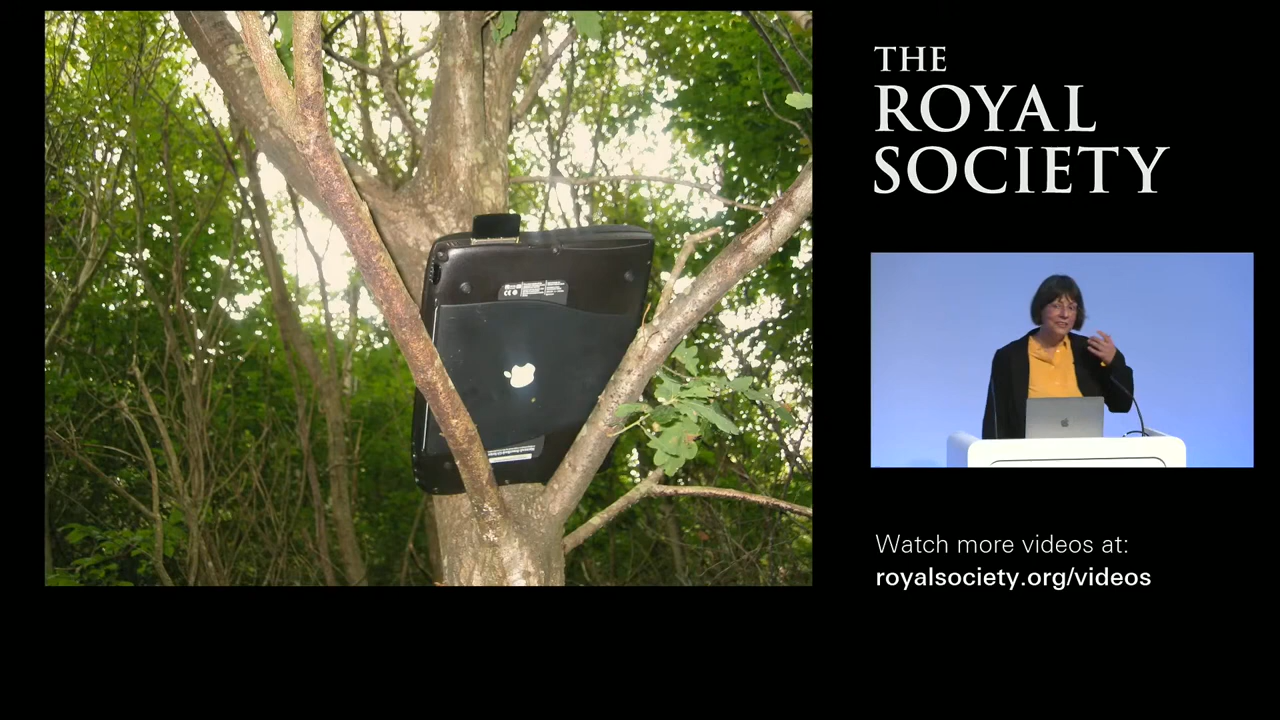 THE
ROYAL
SOCIETY
Watch more videos at:
royalsociety.org/videos